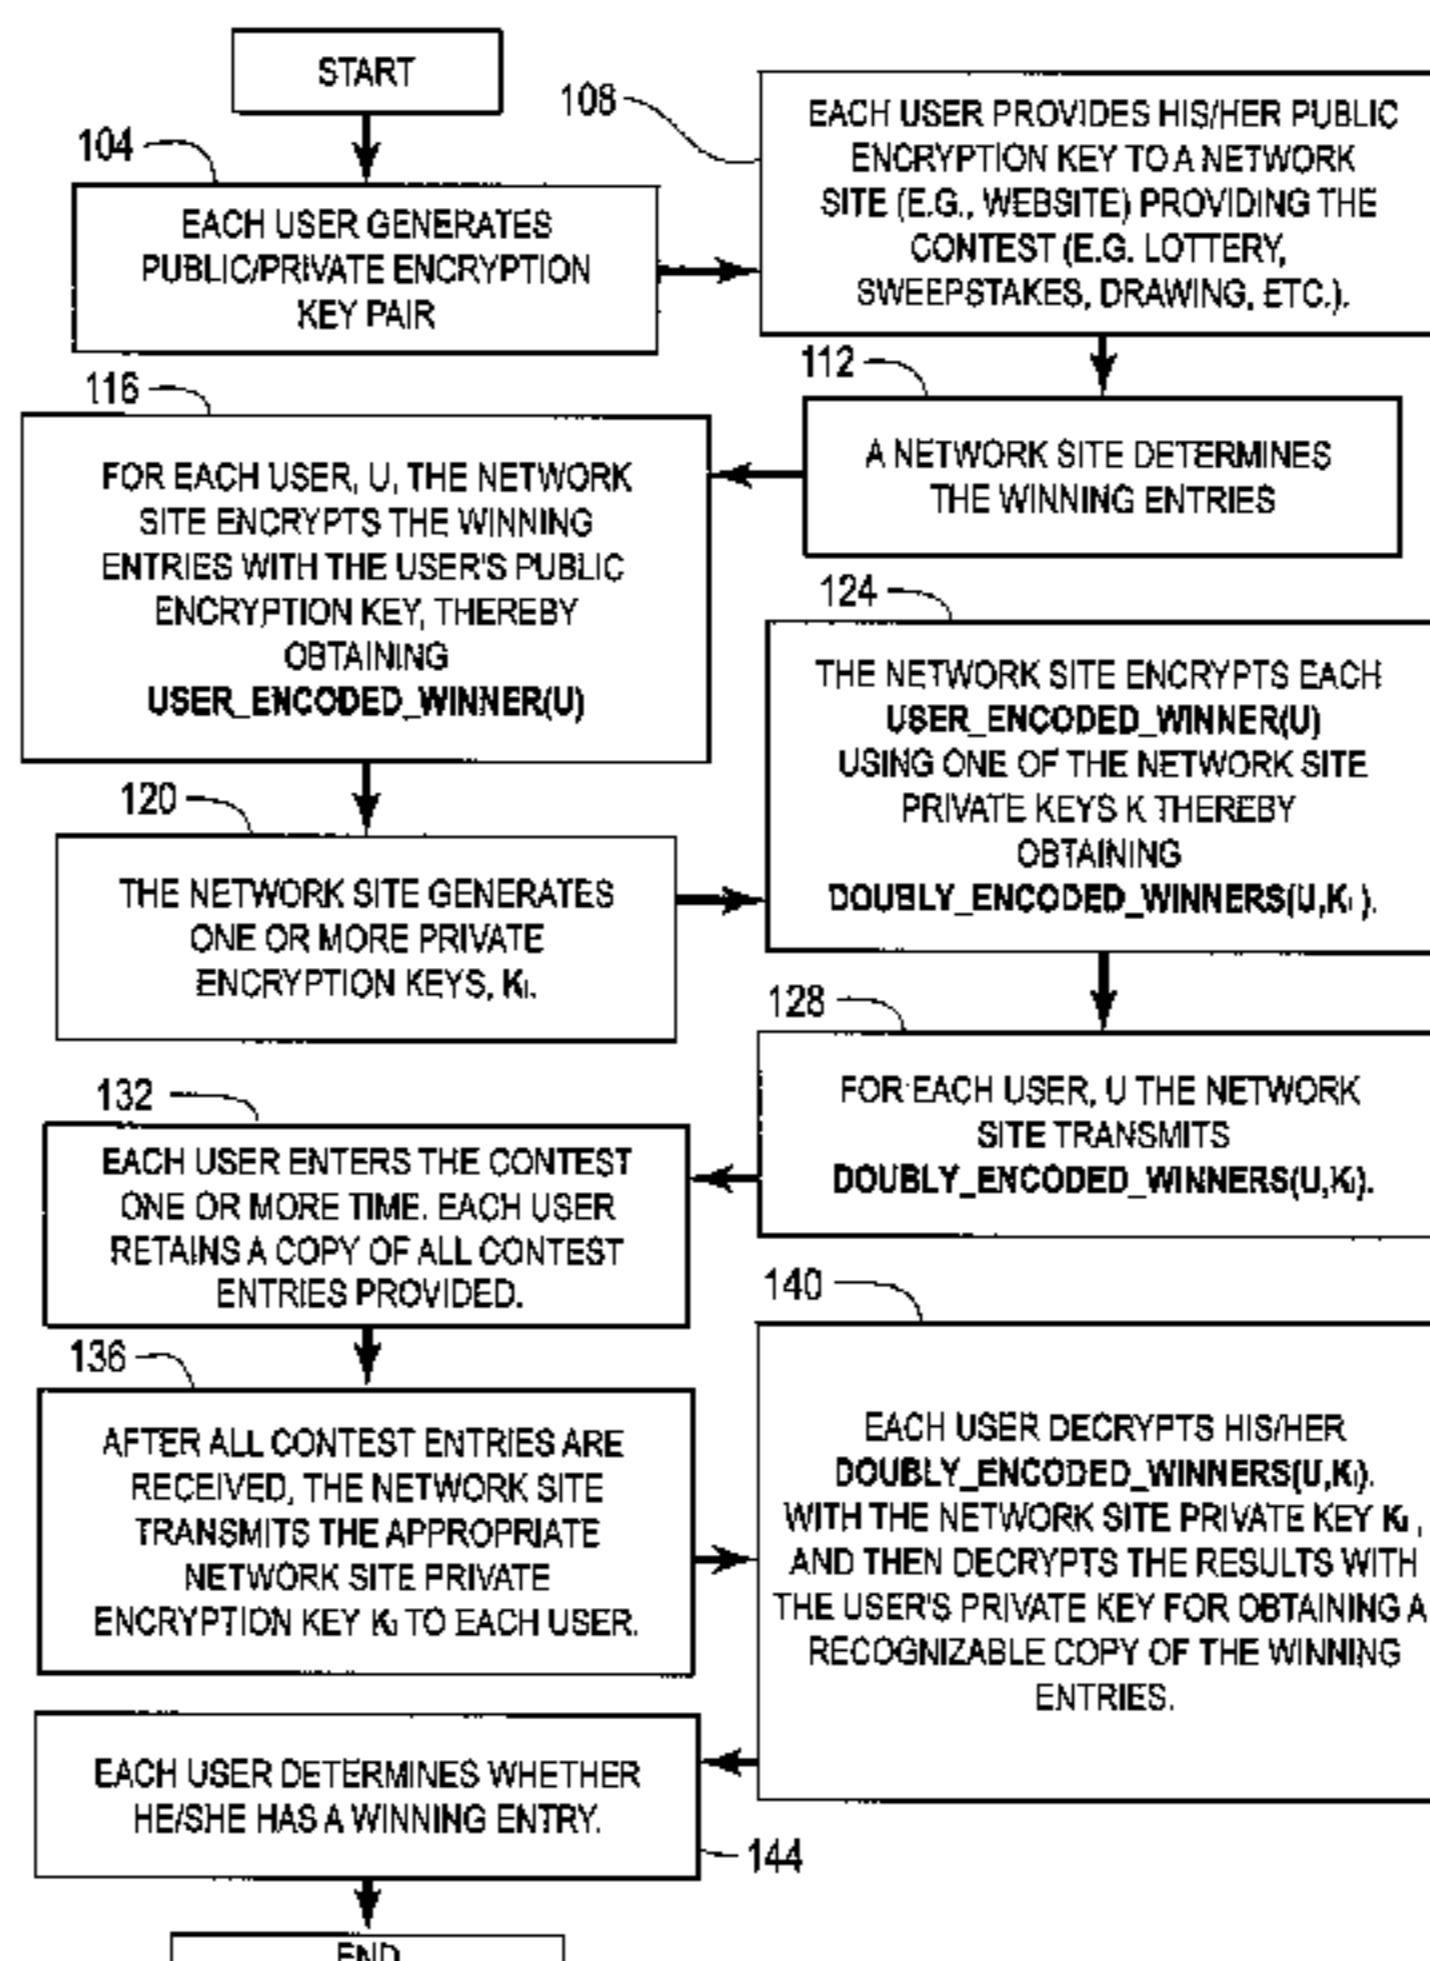 START
104
EACH USER GENERATES
PUBLIC/PRIVATE ENCRYPTION
KEY PAIR
108
EACH USER PROVIDES HIS/HER PUBLIC
ENCRYPTION KEY TO A NETWORK
SITE (E.G., WEBSITE) PROVIDING THE
CONTEST (E.G. LOTTERY,
SWEEPSTAKES, DRAWING, ETC.).
112
A NETWORK SITE DETERMINES
THE WINNING ENTRIES
116
FOR EACH USER, U, THE NETWORK
SITE ENCRYPTS THE WINNING
ENTRIES WITH THE USER'S PUBLIC
ENCRYPTION KEY, THEREBY
OBTAINING
USER_ENCODED_WINNER(U)
120
THE NETWORK SITE GENERATES
ONE OR MORE PRIVATE
ENCRYPTION KEYS, KI.
124
THE NETWORK SITE ENCRYPTS EACH
USER_ENCODED_WINNER(U)
USING ONE OF THE NETWORK SITE
PRIVATE KEYS K THEREBY
OBTAINING
DOUBLY_ENCODED_WINNERS(U,KI ).
128
FOR EACH USER, U THE NETWORK
SITE TRANSMITS
DOUBLY_ENCODED_WINNERS(U,KI).
132
EACH USER ENTERS THE CONTEST
ONE OR MORE TIME. EACH USER
RETAINS A COPY OF ALL CONTEST
ENTRIES PROVIDED.
136
AFTER ALL CONTEST ENTRIES ARE
RECEIVED, THE NETWORK SITE
TRANSMITS THE APPROPRIATE
NETWORK SITE PRIVATE
ENCRYPTION KEY KI TO EACH USER.
140
EACH USER DECRYPTS HIS/HER
DOUBLY_ENCODED_WINNERS(U,KI).
WITH THE NETWORK SITE PRIVATE KEY KI ,
AND THEN DECRYPTS THE RESULTS WITH
THE USER'S PRIVATE KEY FOR OBTAINING A
RECOGNIZABLE COPY OF THE WINNING
ENTRIES.
EACH USER DETERMINES WHETHER
HE/SHE HAS A WINNING ENTRY.
144
END